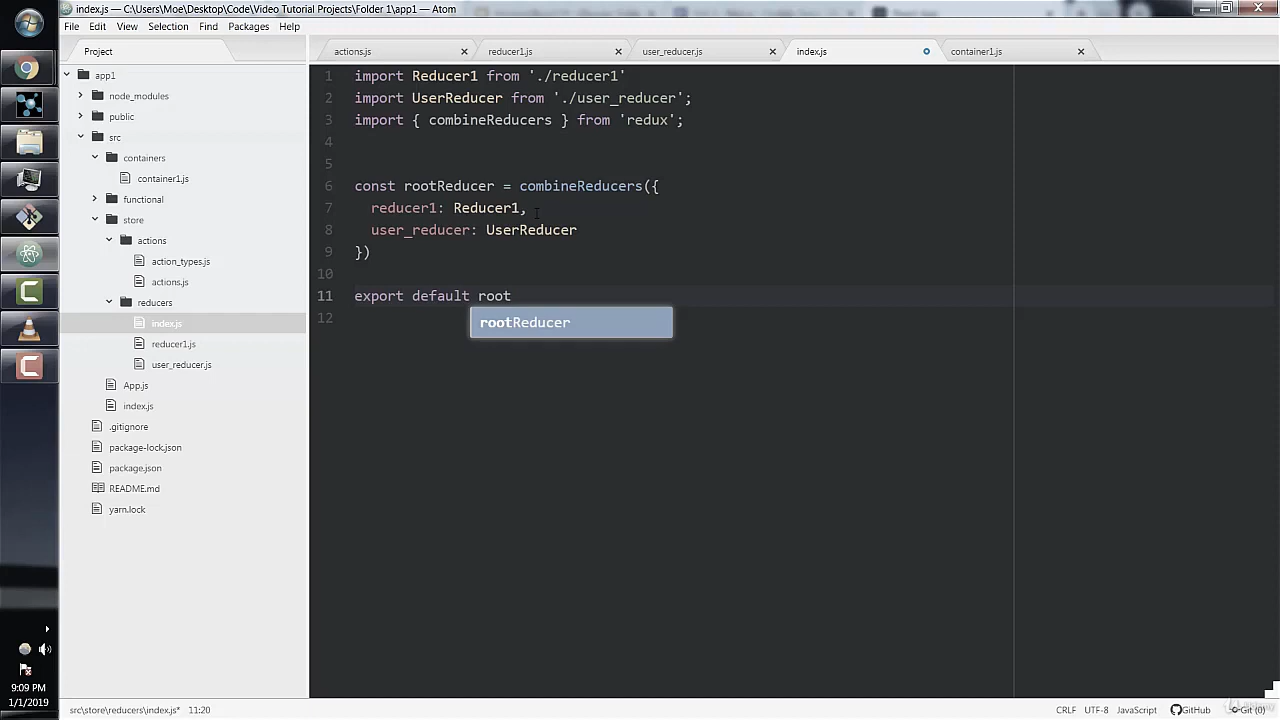 index.js — C:\Users\Moe\Desktop\Code\Video Tutorial Projects\Folder 1\app1 — Atom
File Edit View Selection Find Packages Help
Project
actions.js
reducer1.js
user_reducer.js
index.js
container1.js
app1
node_modules
public
src
containers
container1.js
functional
store
actions
action_types.js
actions.js
reducers
index.js
reducer1.js
user_reducer.js
App.js
index.js
.gitignore
package-lock.json
package.json
README.md
yarn.lock
1 import Reducer1 from './reducer1'
2 import UserReducer from './user_reducer';
3 import { combineReducers } from 'redux';
4
5
6 const rootReducer = combineReducers({
7 reducer1: Reducer1,
8 user_reducer: UserReducer
9 })
10
11 export default root
rootReducer
12
9:09 PM
1/1/2019
src\store\reducers\index.js* 11:20
CRLF UTF-8 JavaScript GitHub Git (0)